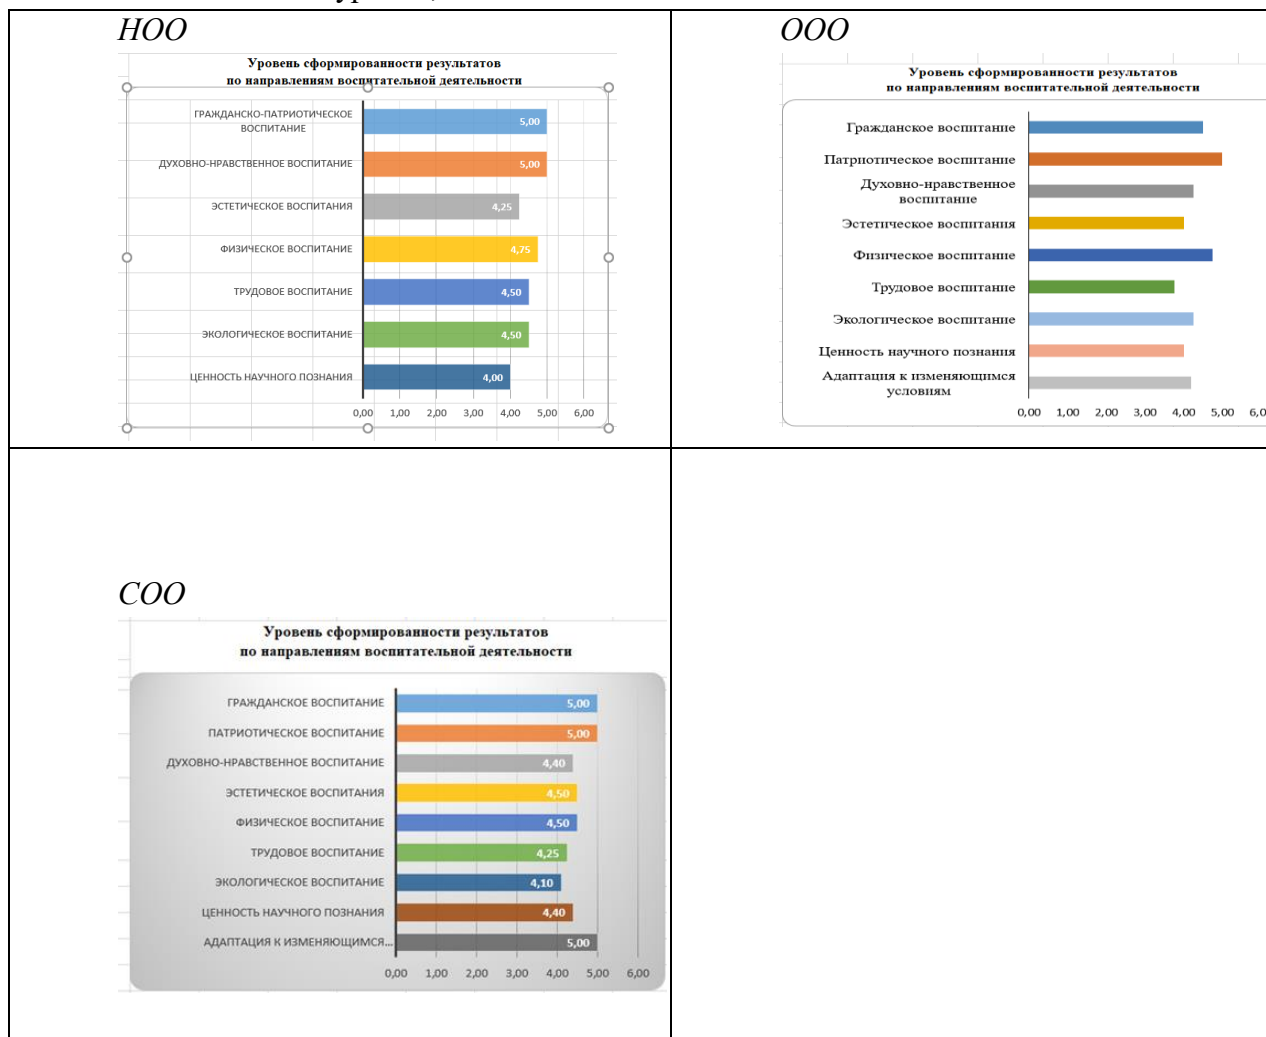 НОО
Уровень сформированности результатов
по направлениям воспитательной деятельности
ГРАЖДАНСКО-ПАТРИОТИЧЕСКОЕ
ВОСПИТАНИЕ
5,00
ДУХОВНО-НРАВСТВЕННОЕ ВОСПИТАНИЕ
5,00
ЭСТЕТИЧЕСКОЕ ВОСПИТАНИЯ
4,25
ФИЗИЧЕСКОЕ ВОСПИТАНИЕ
4,75
ТРУДОВОЕ ВОСПИТАНИЕ
4,50
ЭКОЛОГИЧЕСКОЕ ВОСПИТАНИЕ
4,50
ЦЕННОСТЬ НАУЧНОГО ПОЗНАНИЯ
4,00
0,00 1,00 2,00 3,00 4,00 5,00 6,00
ООО
Уровень сформированности результатов
по направлениям воспитательной деятельности
Гражданское воспитание
Патриотическое воспитание
Духовно-нравственное
воспитание
Эстетическое воспитания
Физическое воспитание
Трудовое воспитание
Экологическое воспитание
Ценность научного познания
Адаптация к изменяющимся
условиям
0,00 1,00 2,00 3,00 4,00 5,00
СОО
Уровень сформированности результатов
по направлениям воспитательной деятельности
ГРАЖДАНСКОЕ ВОСПИТАНИЕ
5,00
ПАТРИОТИЧЕСКОЕ ВОСПИТАНИЕ
5,00
ДУХОВНО-НРАВСТВЕННОЕ ВОСПИТАНИЕ
4,40
ЭСТЕТИЧЕСКОЕ ВОСПИТАНИЯ
4,50
ФИЗИЧЕСКОЕ ВОСПИТАНИЕ
4,50
ТРУДОВОЕ ВОСПИТАНИЕ
4,25
ЭКОЛОГИЧЕСКОЕ ВОСПИТАНИЕ
4,10
ЦЕННОСТЬ НАУЧНОГО ПОЗНАНИЯ
4,40
АДАПТАЦИЯ К ИЗМЕНЯЮЩИМСЯ...
5,00
0,00 1,00 2,00 3,00 4,00 5,00 6,00